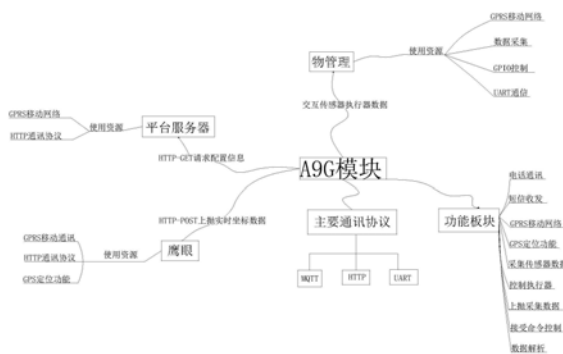 GPRS移动网络
数据采集
GPIO控制
UART通信
使用资源
物管理
交互传感器执行器数据
GPRS移动网络
HTTP通讯协议
使用资源
平台服务器
HTTP-GET请求配置信息
A9G模块
HTTP-POST上抛实时坐标数据
GPRS移动通讯
HTTP通讯协议
GPS定位功能
使用资源
鹰眼
主要通讯协议
MQTT
HTTP
UART
功能板块
电话通讯
短信收发
GPRS移动网络
GPS定位功能
采集传感器数据
控制执行器
上抛采集数据
接受命令控制
数据解析